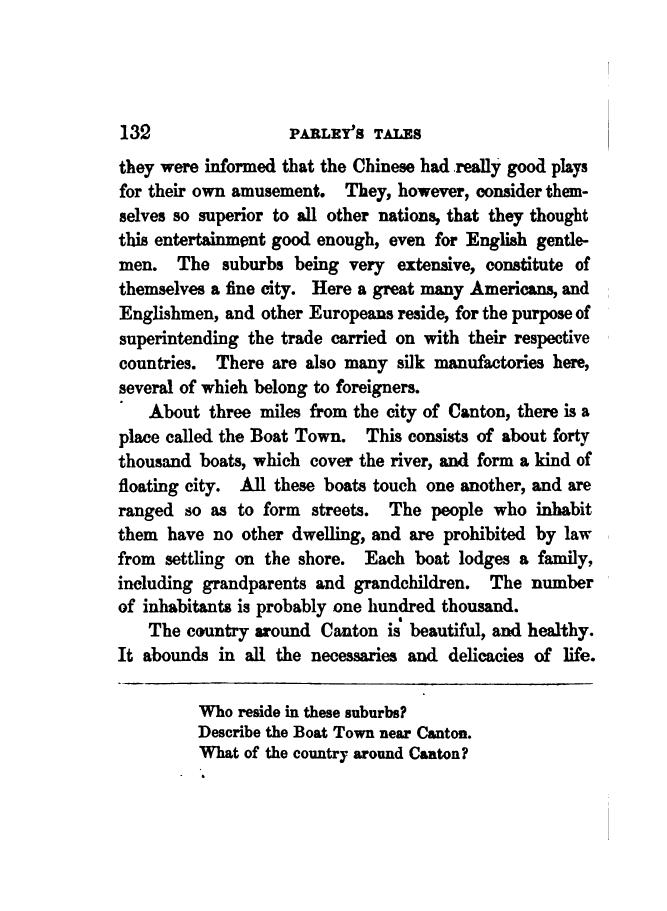 132 PARLEY'S TALES
they were informed that the Chinese had really good plays
for their own amusement. They, however, consider them-
selves so superior to all other nations, that they thought
this entertainment good enough, even for English gentle-
men. The suburbs being very extensive, constitute of
themselves a fine city. Here a great many Americans, and
Englishmen, and other Europeans reside, for the purpose of
superintending the trade carried on with their respective
countries. There are also many silk manufactories here,
several of whieh belong to foreigners.
About three miles from the city of Canton, there is a
place called the Boat Town. This consists of about forty
thousand boats, which cover the river, and form a kind of
floating city. All these boats touch one another, and are
ranged so as to form streets. The people who inhabit
them have no other dwelling, and are prohibited by law
from settling on the shore. Each boat lodges a family,
including grandparents and grandchildren. The number
of inhabitants is probably one hundred thousand.
The country around Canton is beautiful, and healthy.
It abounds in all the necessaries and delicacies of life.
Who reside in these suburbs?
Describe the Boat Town near Canton.
What of the country around Canton?